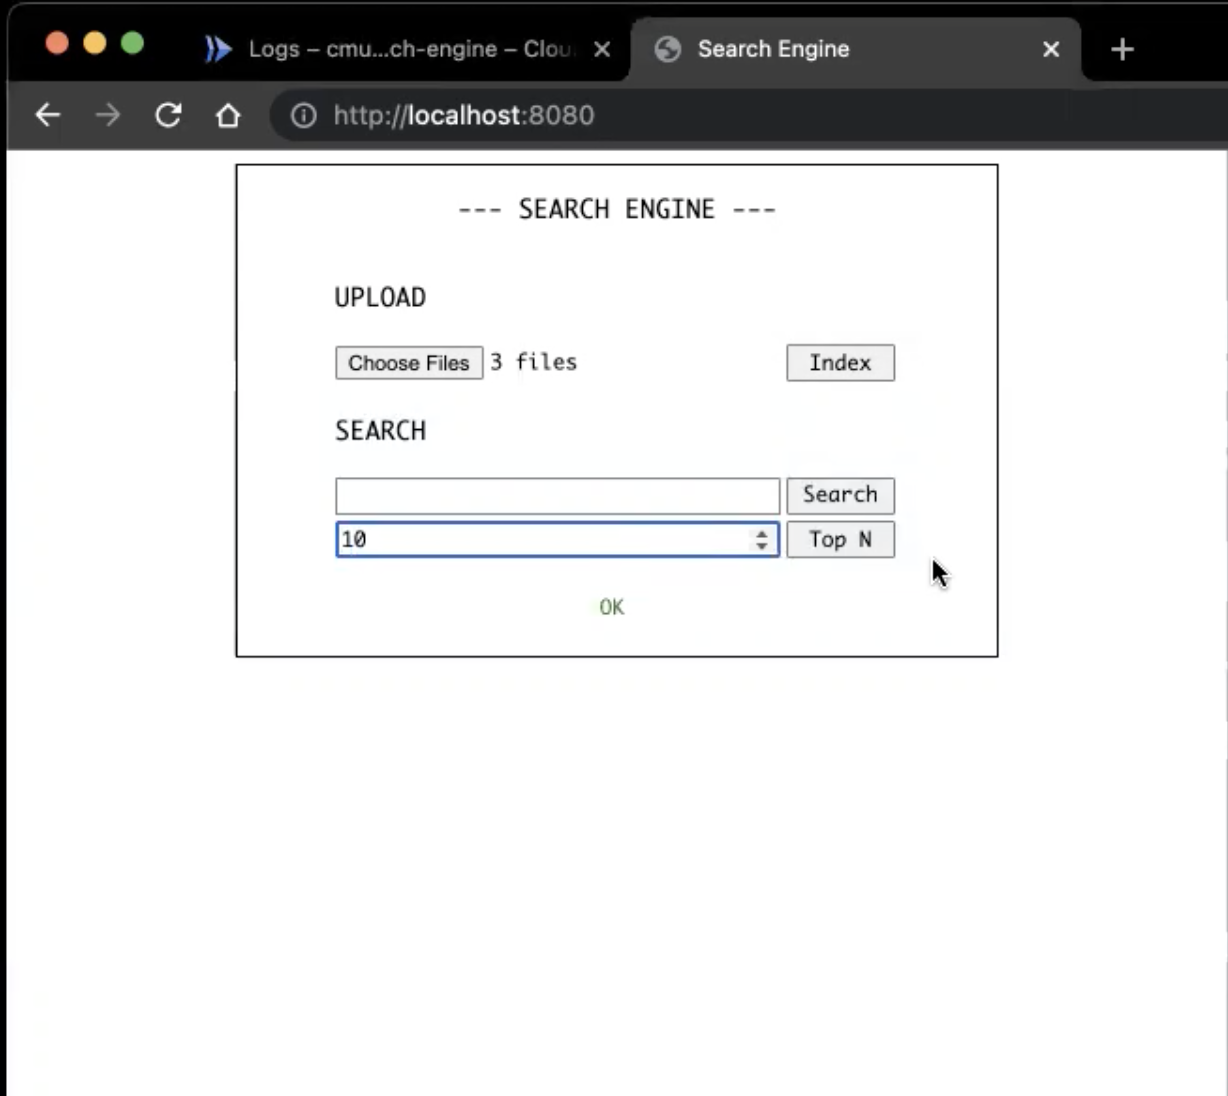 Logs – cmu...ch-engine – Clou
Search Engine
http://localhost:8080
--- SEARCH ENGINE ---
UPLOAD
Choose Files 3 files Index
SEARCH
Search
10 Top N
OK